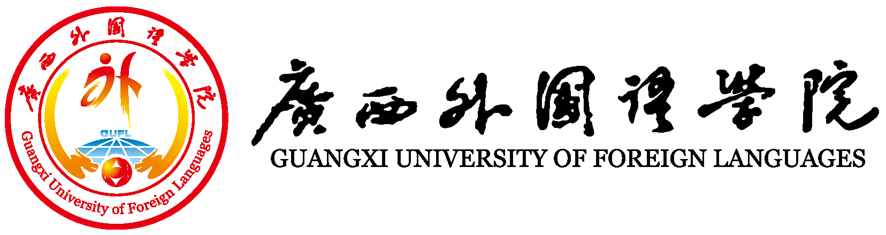 廣西外國語學院
外
GUFL
Guangxi University of Foreign Languages
廣西外國語學院
GUANGXI UNIVERSITY OF FOREIGN LANGUAGES